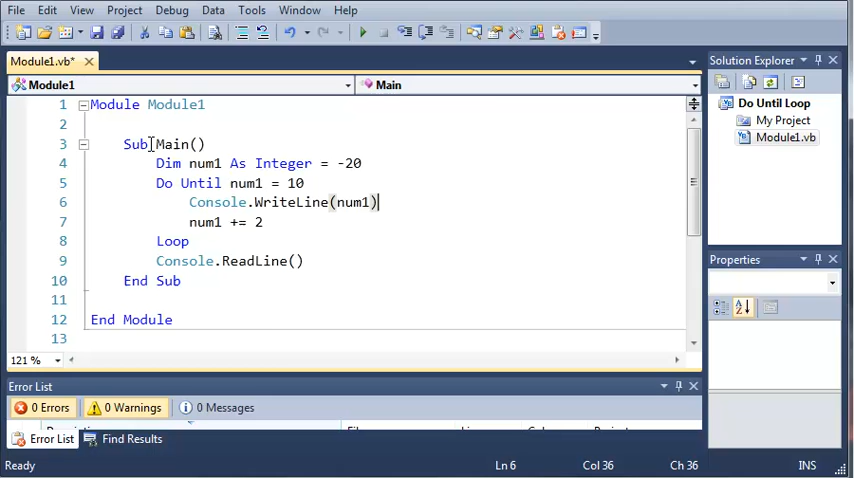 File Edit View Project Debug Data Tools Window Help
Module1.vb*
Solution Explorer
Module1 Main
Do Until Loop
My Project
Module1.vb
1 Module Module1
2
3 Sub Main()
4 Dim num1 As Integer = -20
5 Do Until num1 = 10
6 Console.WriteLine(num1)
7 num1 += 2
8 Loop
9 Console.ReadLine()
10 End Sub
11
12 End Module
13
Properties
121 %
Error List
0 Errors 0 Warnings 0 Messages
Error List Find Results
Ready Ln 6 Col 36 Ch 36 INS